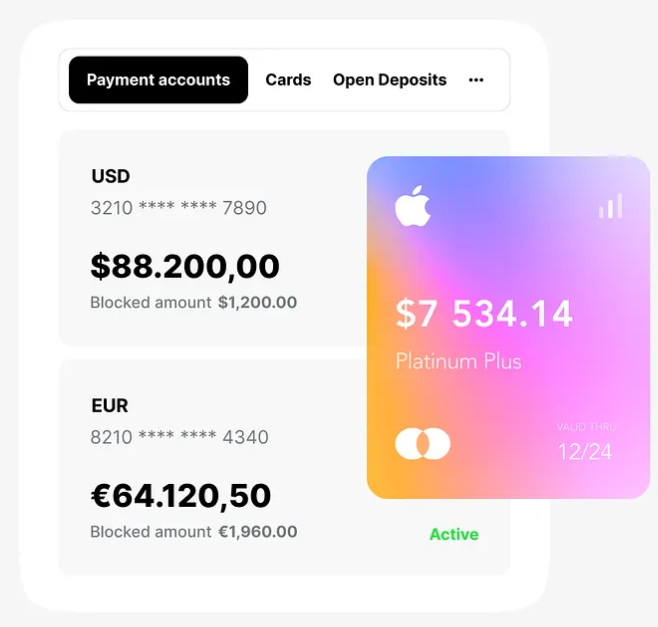 Payment accounts Cards Open Deposits ···
USD
3210 **** **** 7890
$88.200,00
Blocked amount $1,200.00
$7 534.14
Platinum Plus
VALID THRU
12/24
EUR
8210 **** **** 4340
€64.120,50
Blocked amount €1,960.00
Active